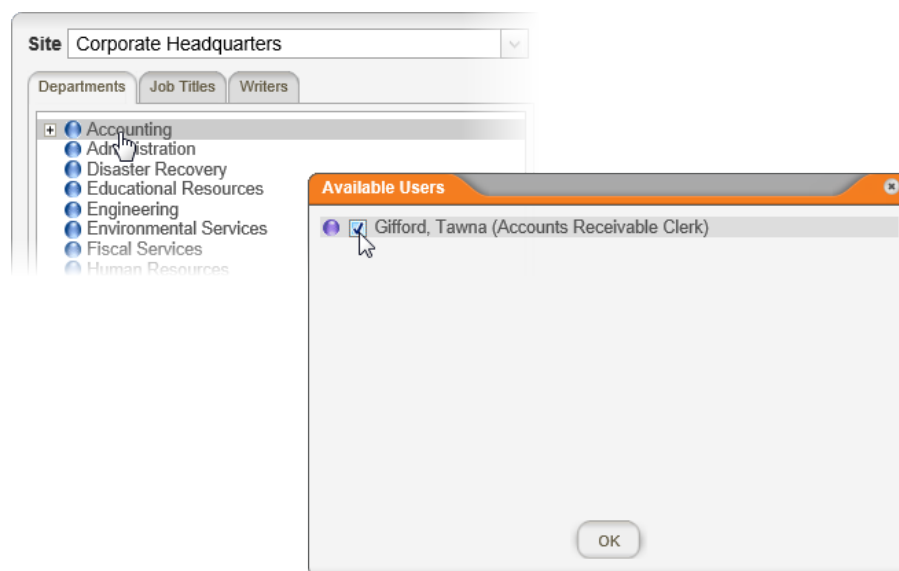 Site Corporate Headquarters
Departments Job Titles Writers
Accounting
Administration
Disaster Recovery
Educational Resources
Engineering
Environmental Services
Fiscal Services
Human Resources
Available Users
Gifford, Tawna (Accounts Receivable Clerk)
OK